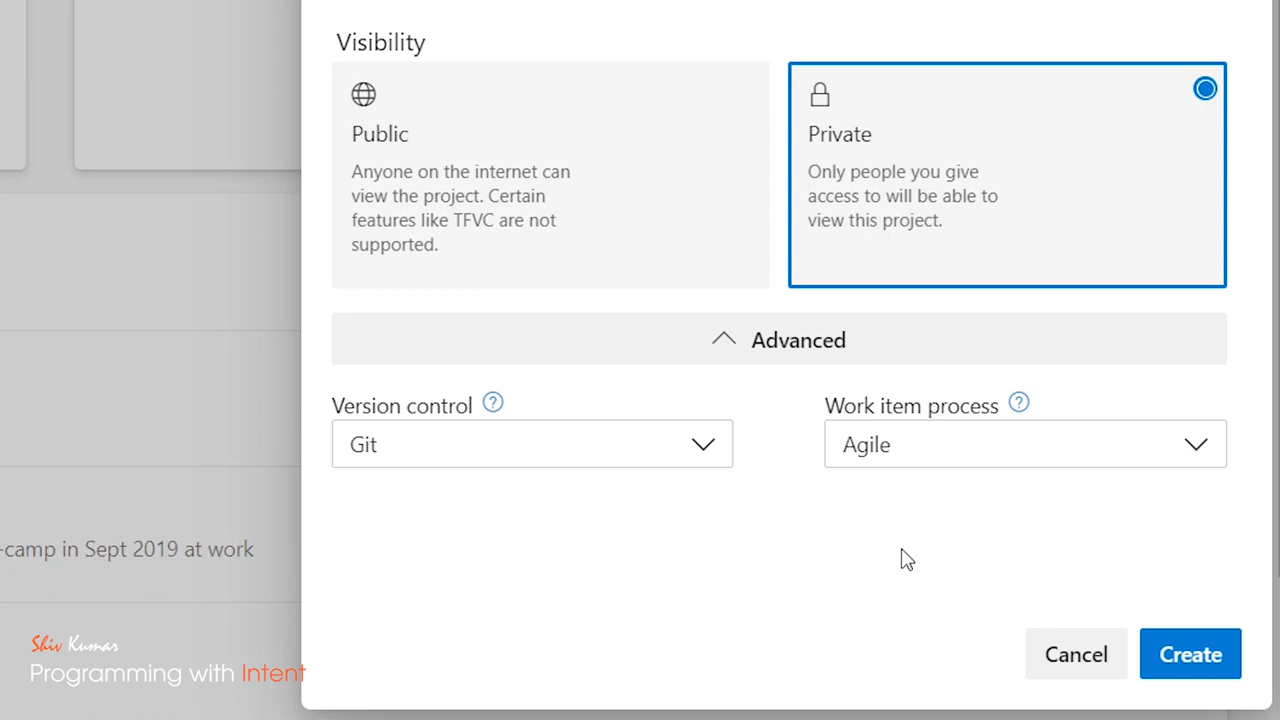 Visibility
Public
Anyone on the internet can
view the project. Certain
features like TFVC are not
supported.
Private
Only people you give
access to will be able to
view this project.
Advanced
Version control ?
Git
Work item process ?
Agile
-camp in Sept 2019 at work
Shiv Kumar
Programming with Intent
Cancel
Create